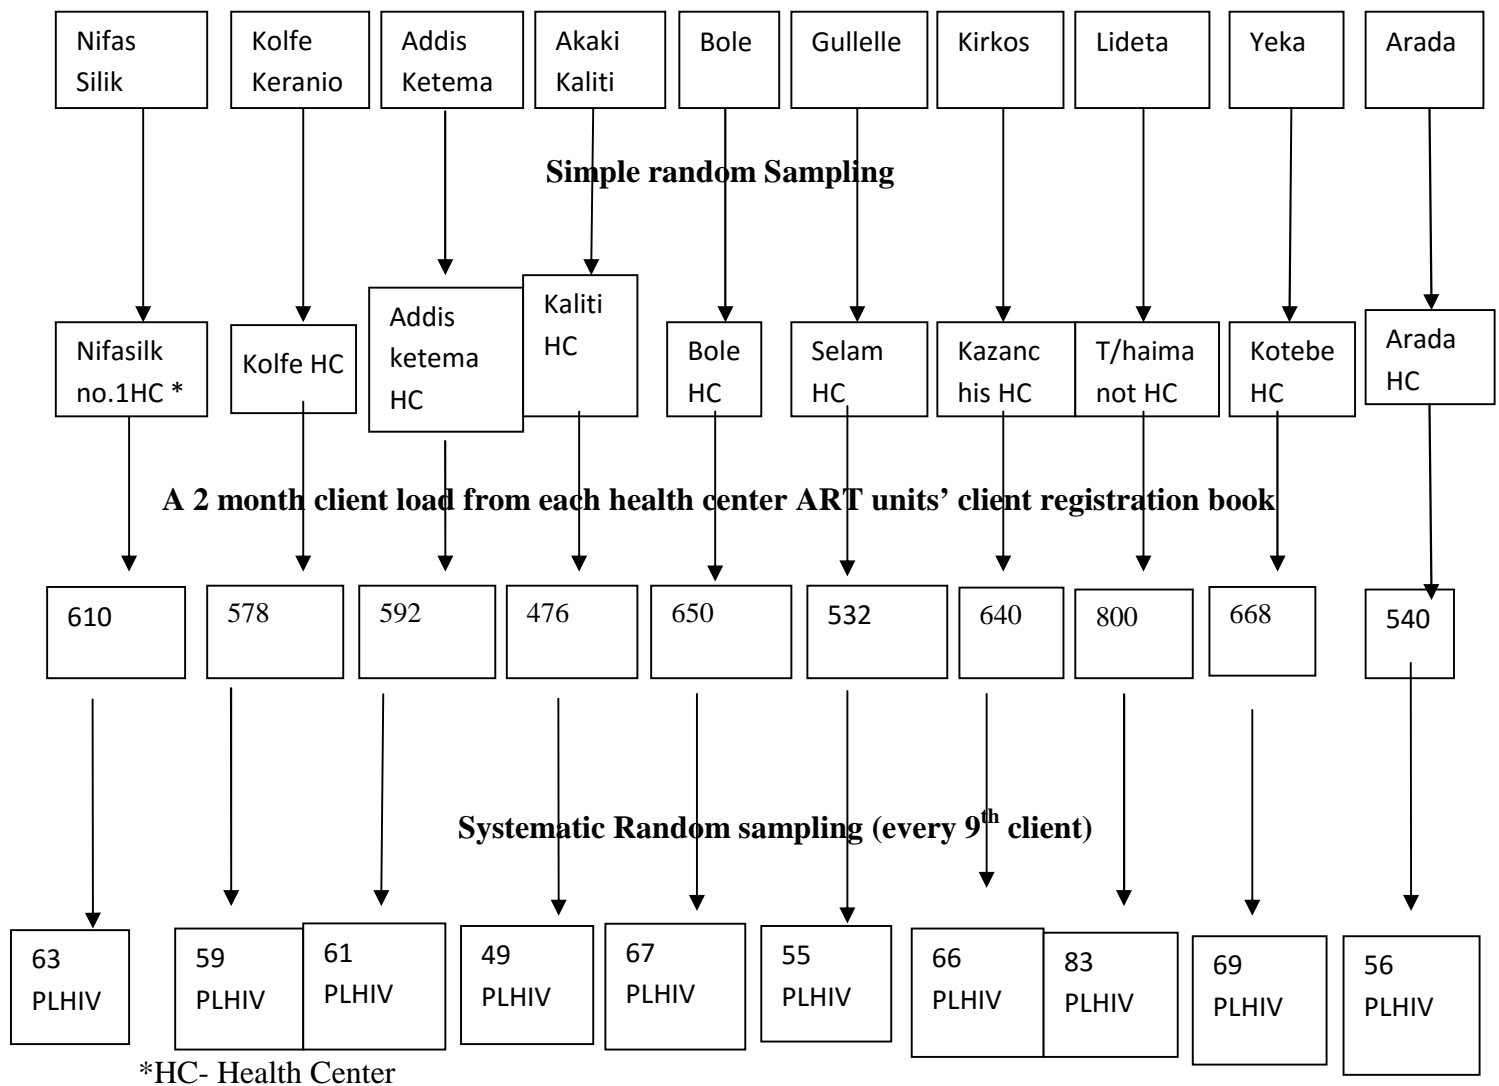 Nifas
Silik
Kolfe
Keranio
Addis
Ketema
Akaki
Kaliti
Bole
Gullelle
Kirkos
Lideta
Yeka
Arada
Simple random Sampling
Nifasilk
no.1HC *
Kolfe HC
Addis
ketema
HC
Kaliti
HC
Bole
HC
Selam
HC
Kazanc
his HC
T/haima
not HC
Kotebe
HC
Arada
HC
A 2 month client load from each health center ART units’ client registration book
610
578
592
476
650
532
640
800
668
540
Systematic Random sampling (every 9th client)
63
PLHIV
59
PLHIV
61
PLHIV
49
PLHIV
67
PLHIV
55
PLHIV
66
PLHIV
83
PLHIV
69
PLHIV
56
PLHIV
*HC- Health Center